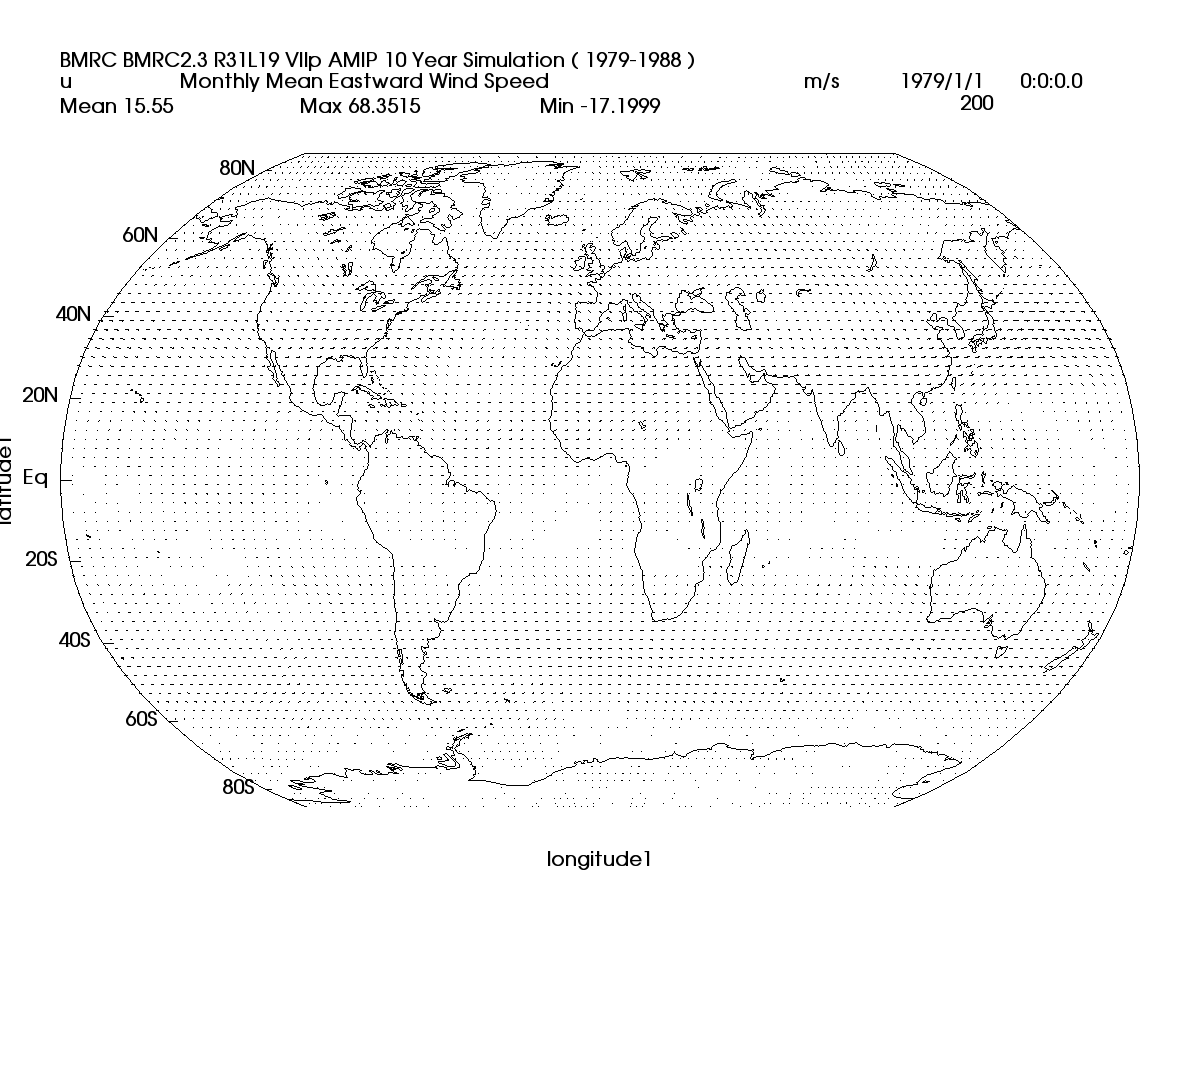 BMRC BMRC2.3 R31L19 VIIp AMIP 10 Year Simulation ( 1979-1988 )
u Monthly Mean Eastward Wind Speed m/s 1979/1/1 0:0:0.0
Mean 15.55 Max 68.3515 Min -17.1999 200
80N
60N
40N
20N
Eq
20S
40S
60S
80S
latitude1
longitude1